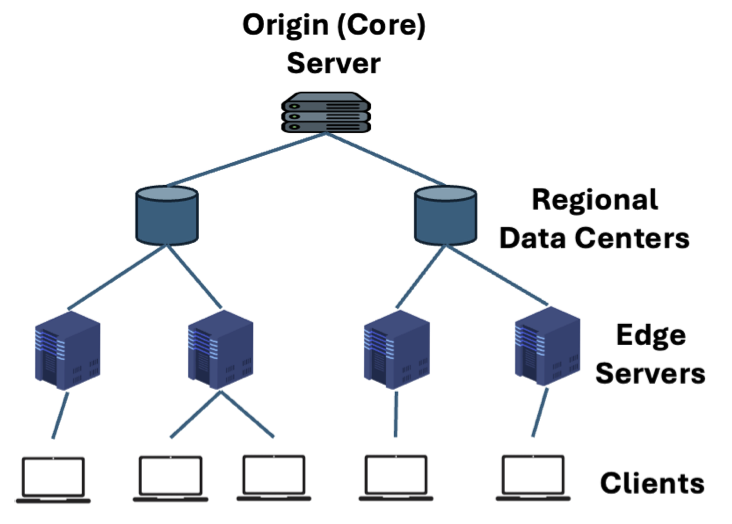 Origin (Core)
Server
Regional
Data Centers
Edge
Servers
Clients